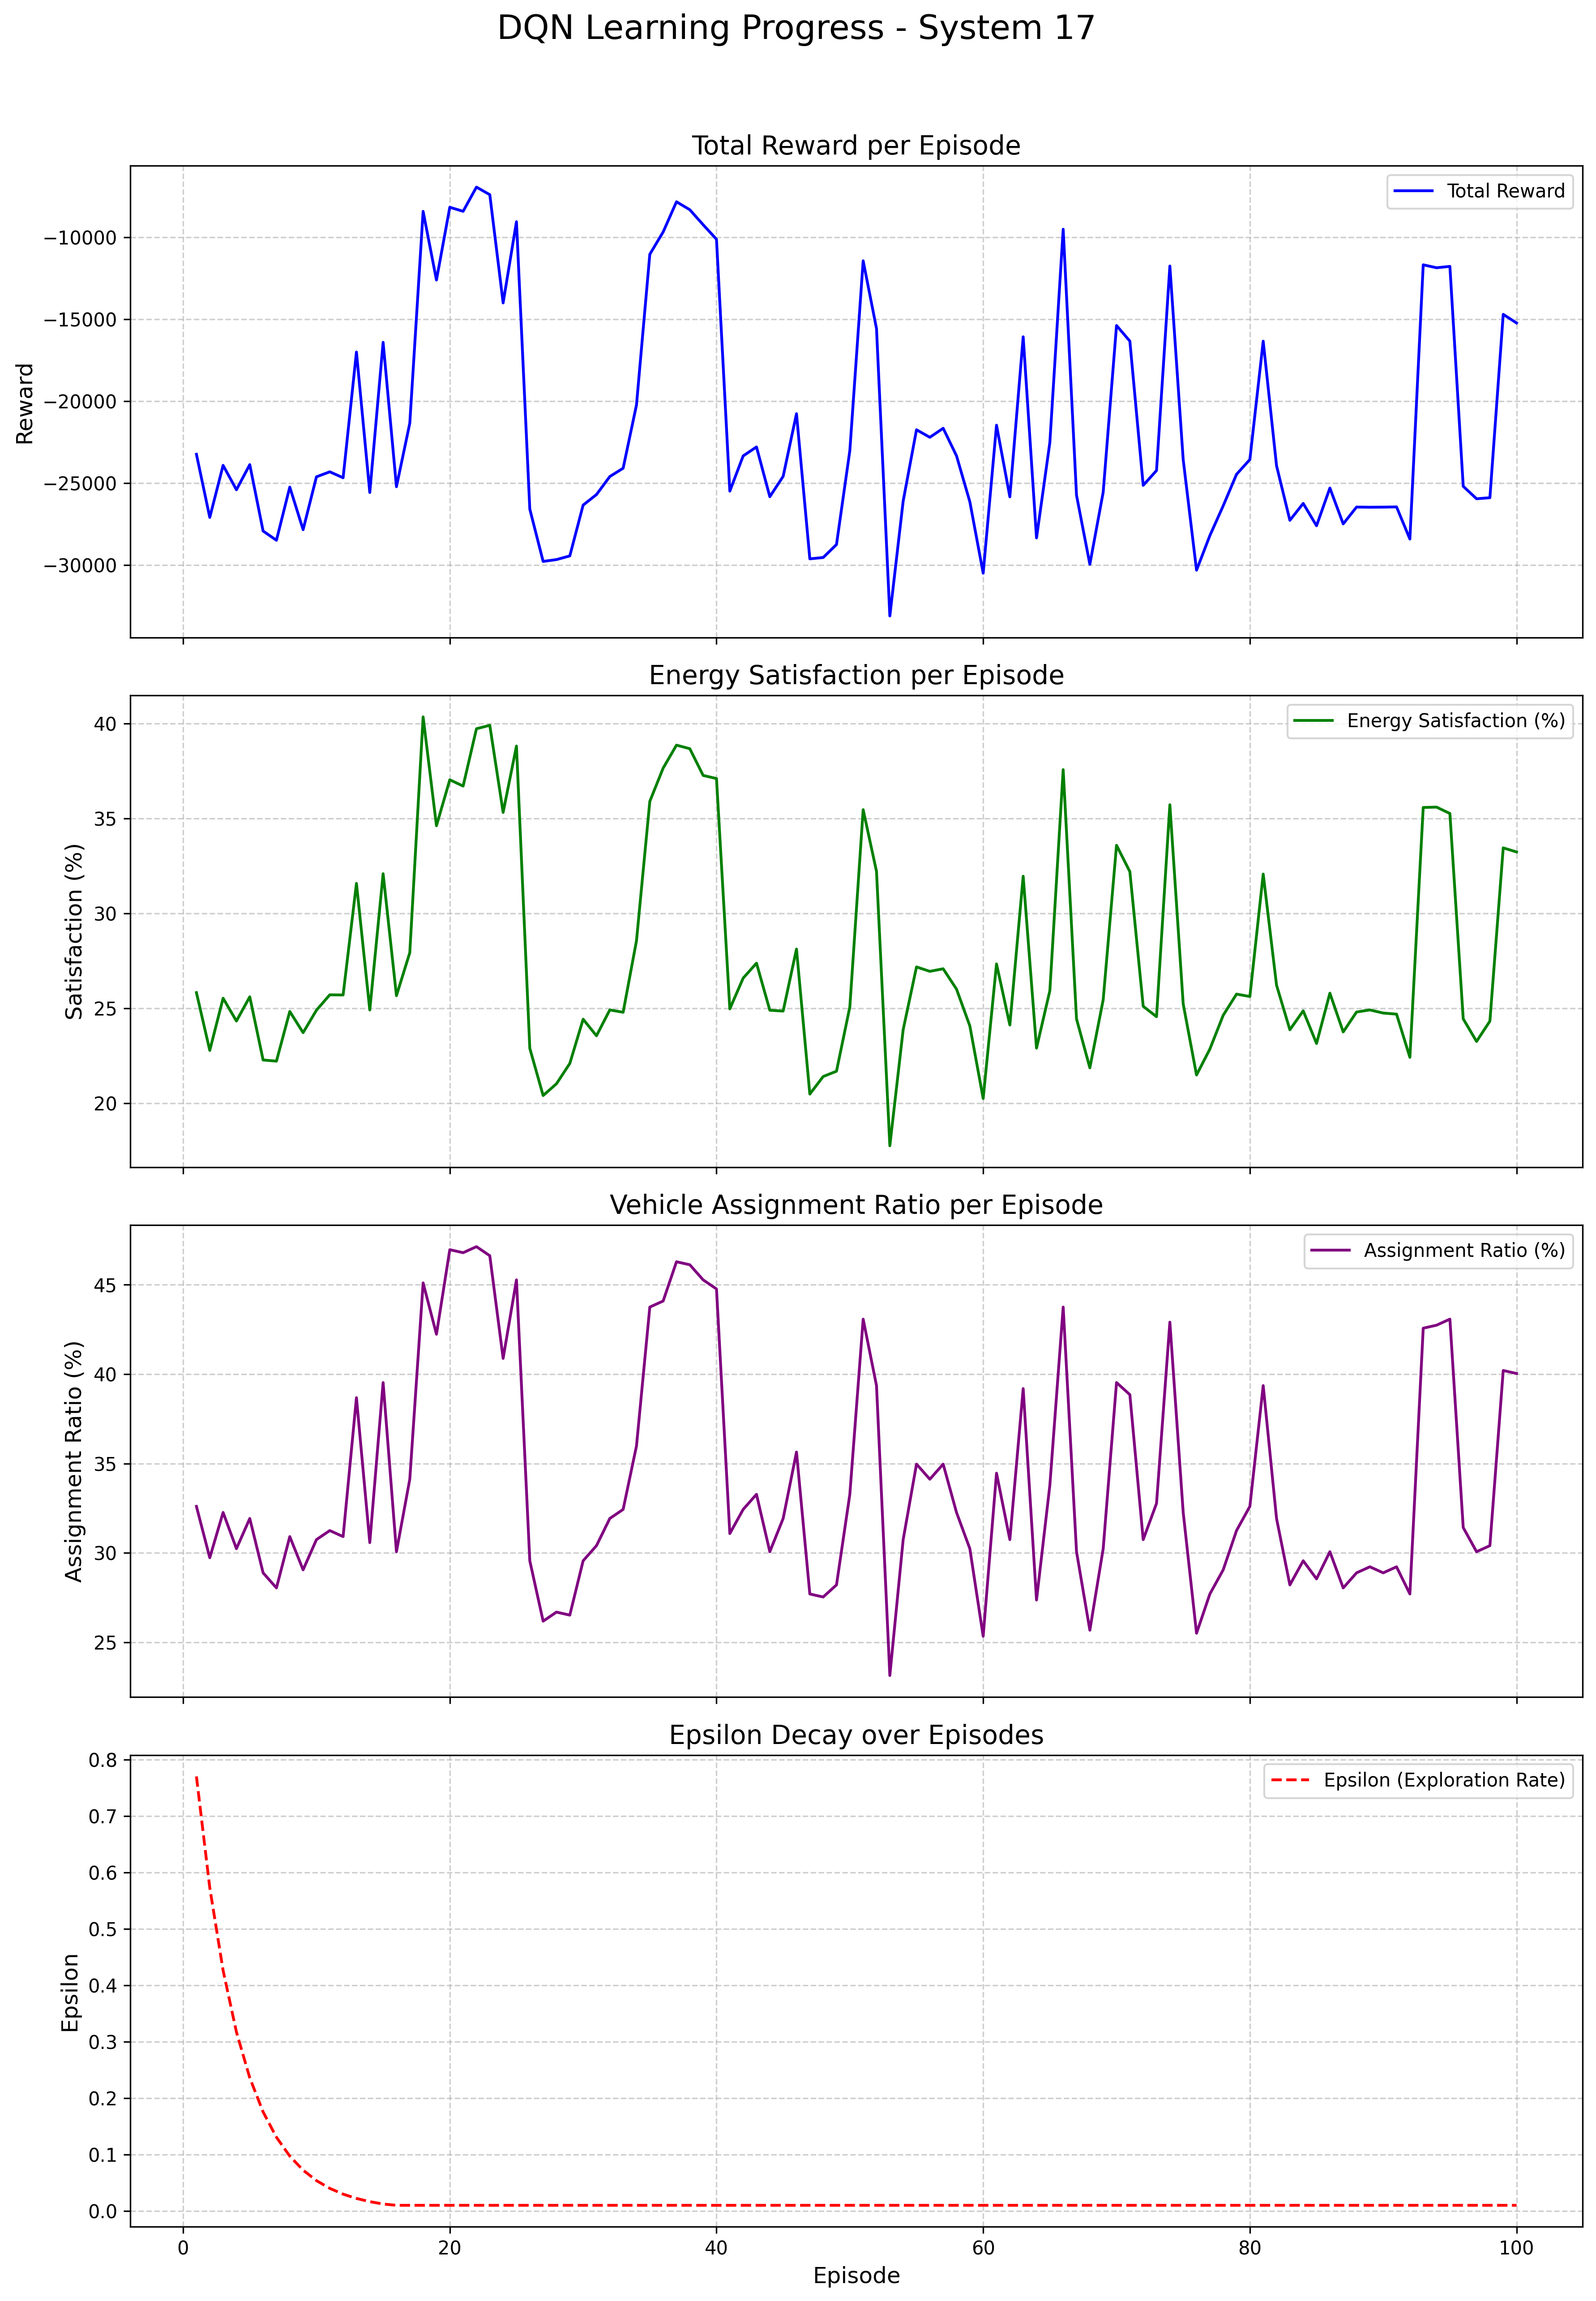 DQN Learning Progress - System 17
Total Reward per Episode
Total Reward
Reward
−10000
−15000
−20000
−25000
−30000
Energy Satisfaction per Episode
Energy Satisfaction (%)
Satisfaction (%)
40
35
30
25
20
Vehicle Assignment Ratio per Episode
Assignment Ratio (%)
Assignment Ratio (%)
45
40
35
30
25
Epsilon Decay over Episodes
Epsilon (Exploration Rate)
Epsilon
0.8
0.7
0.6
0.5
0.4
0.3
0.2
0.1
0.0
0 20 40 60 80 100
Episode